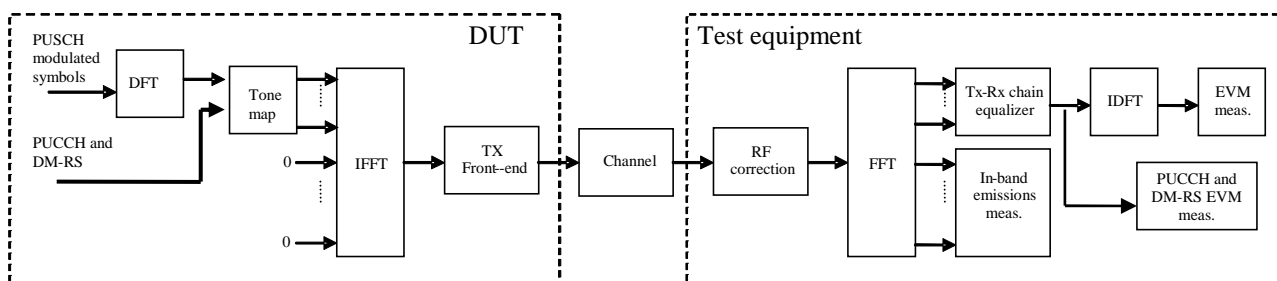 DUT
Test equipment
PUSCH
modulated
symbols
DFT
Tone
map
PUCCH and
DM-RS
0
0
IFFT
TX
Front--end
Channel
RF
correction
FFT
Tx-Rx chain
equalizer
IDFT
EVM
meas.
In-band
emissions
meas.
PUCCH and
DM-RS EVM
meas.